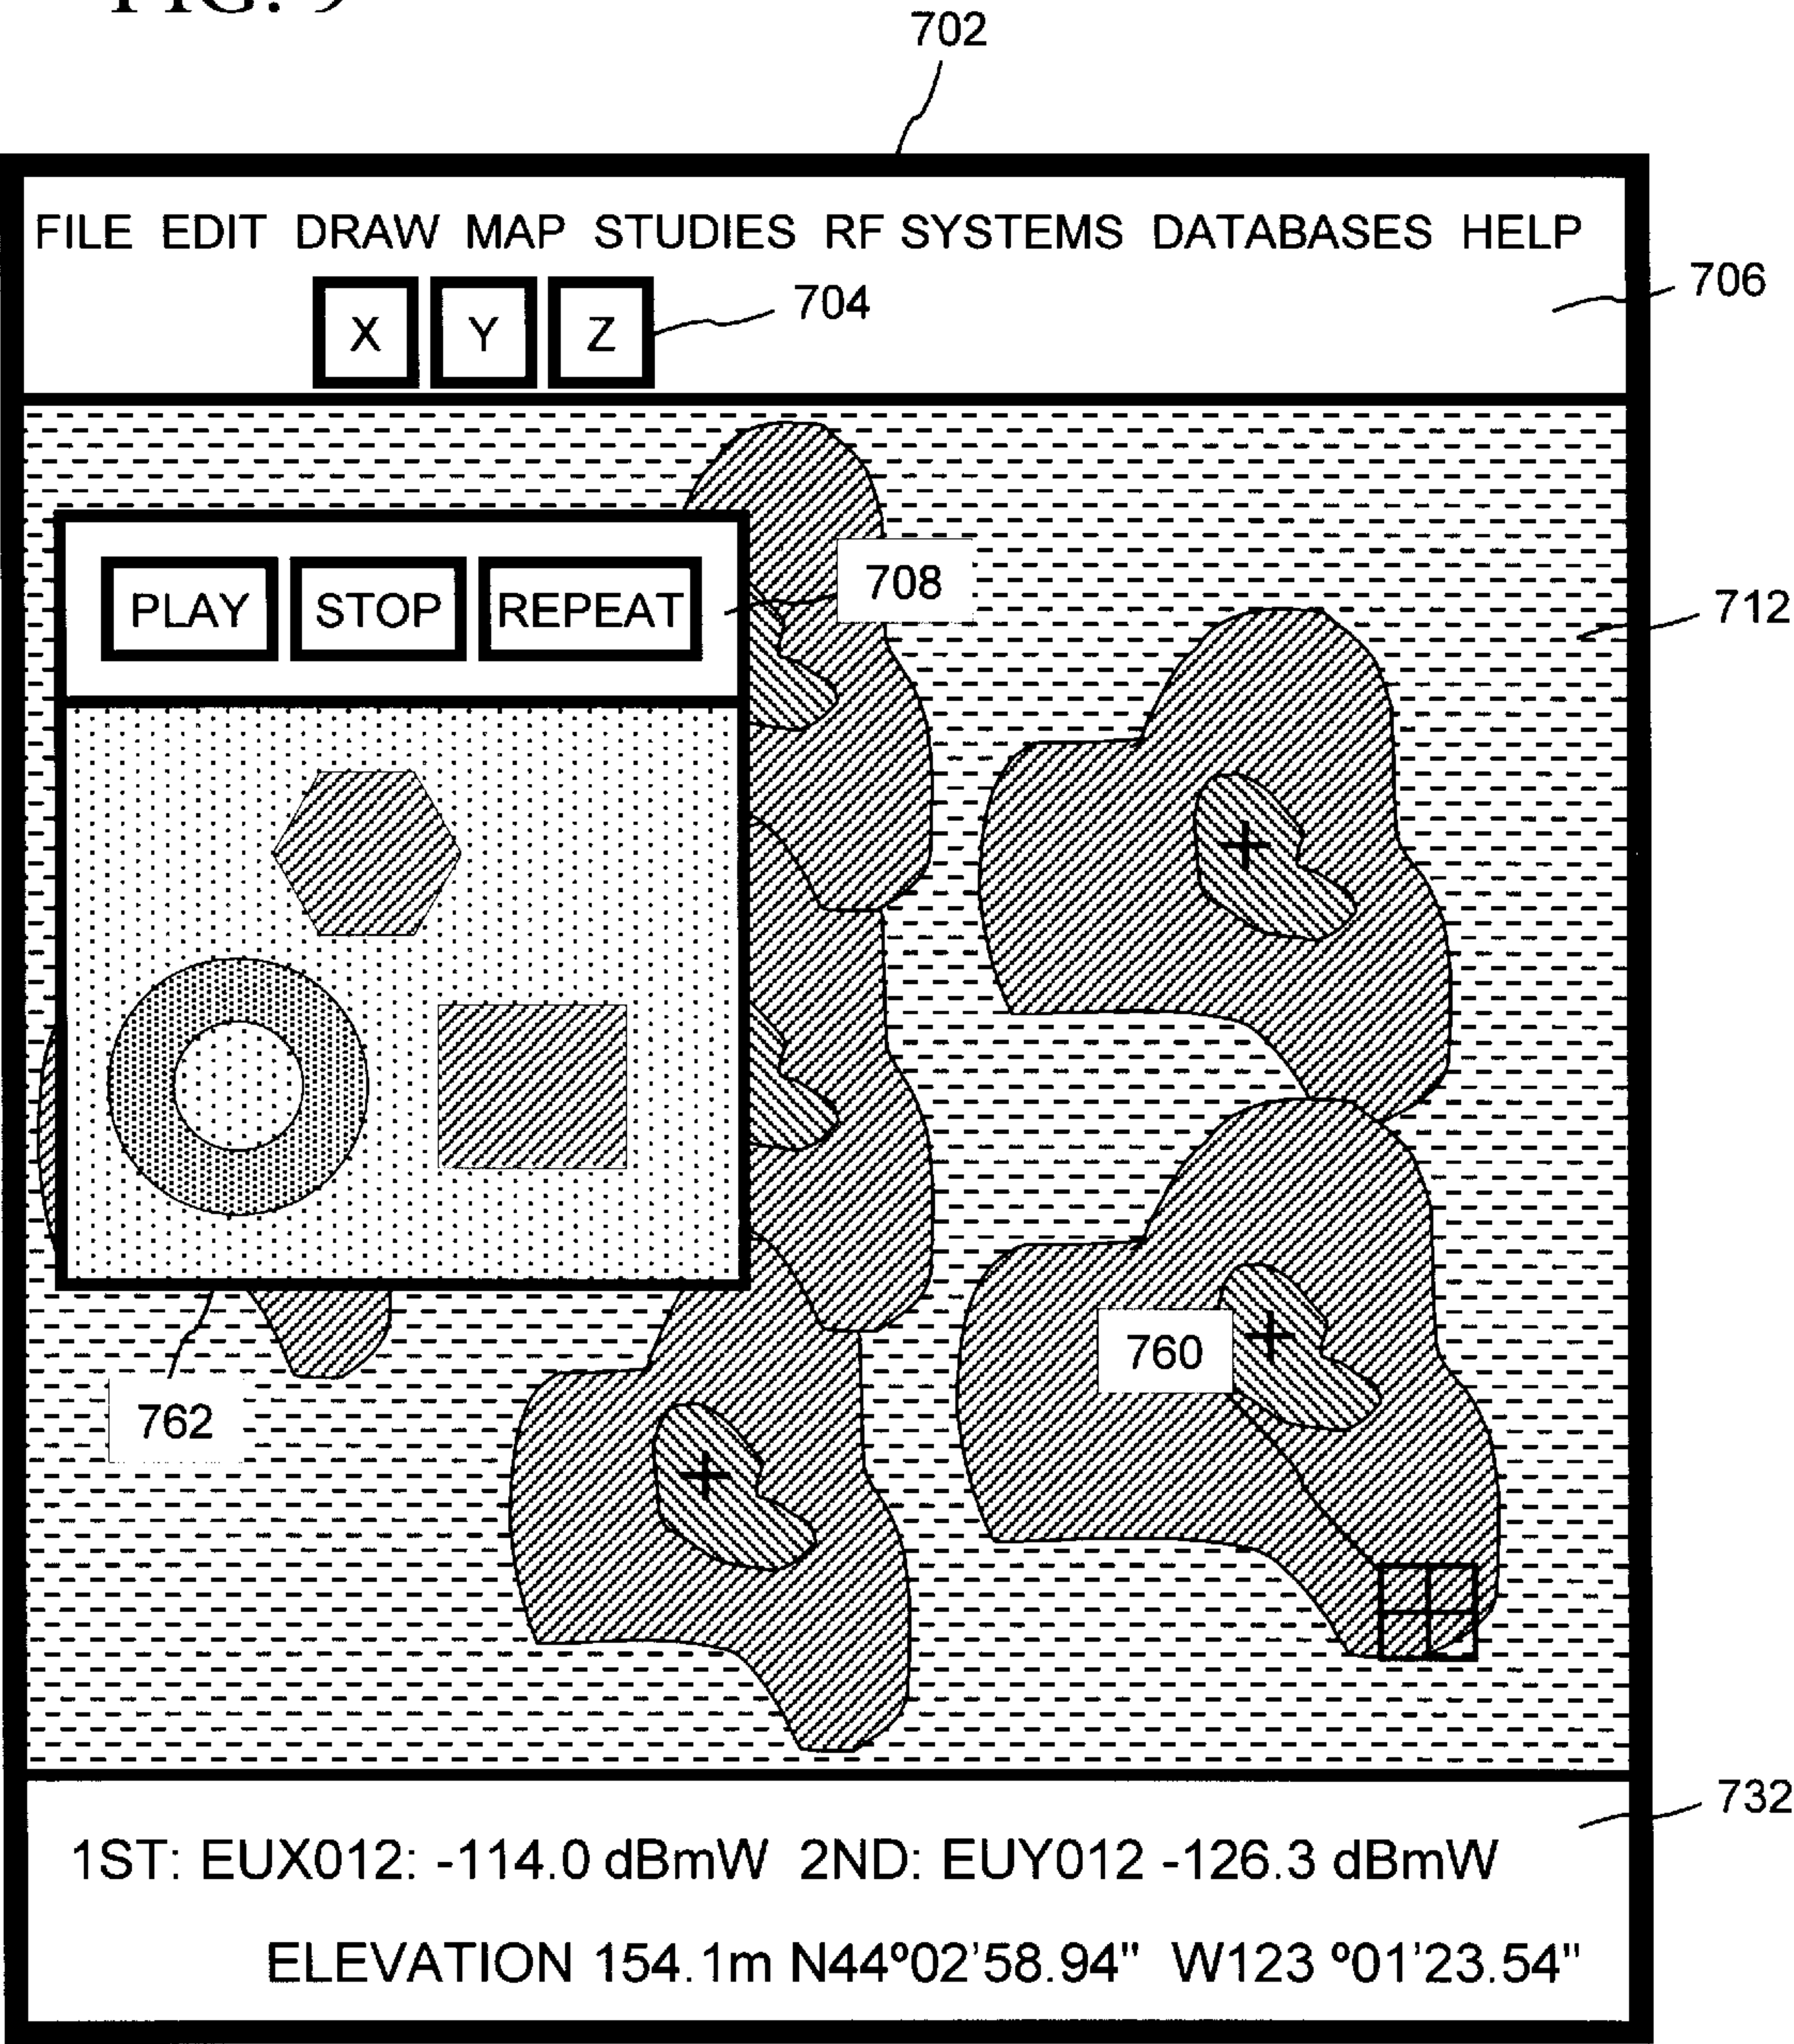 FIG. 9
702
FILE EDIT DRAW MAP STUDIES RF SYSTEMS DATABASES HELP
706
X Y Z
704
708
PLAY STOP REPEAT
712
760
762
732
1ST: EUX012: -114.0 dBmW 2ND: EUY012 -126.3 dBmW
ELEVATION 154.1m N44º02'58.94" W123 º01'23.54"